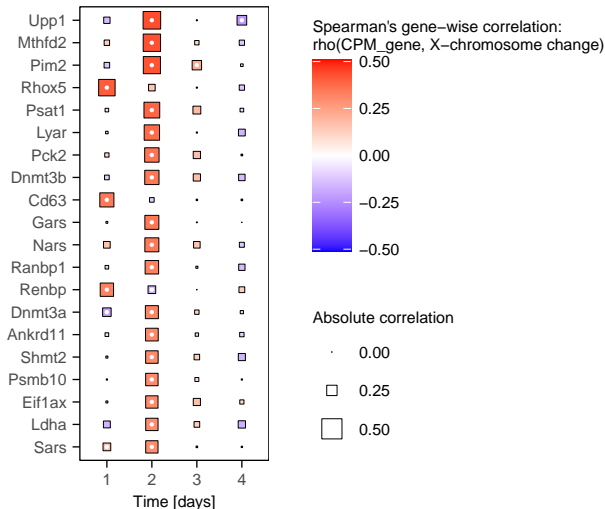 Upp1
Mthfd2
Pim2
Rhox5
Psat1
Lyar
Pck2
Dnmt3b
Cd63
Gars
Nars
Ranbp1
Renbp
Dnmt3a
Ankrd11
Shmt2
Psmb10
Eif1ax
Ldha
Sars
1 2 3 4
Time [days]
Spearman's gene-wise correlation:
rho(CPM_gene, X-chromosome change)
0.50
0.25
0.00
−0.25
−0.50
Absolute correlation
0.00
0.25
0.50